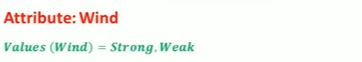 Attribute: Wind
Values (Wind) = Strong, Weak